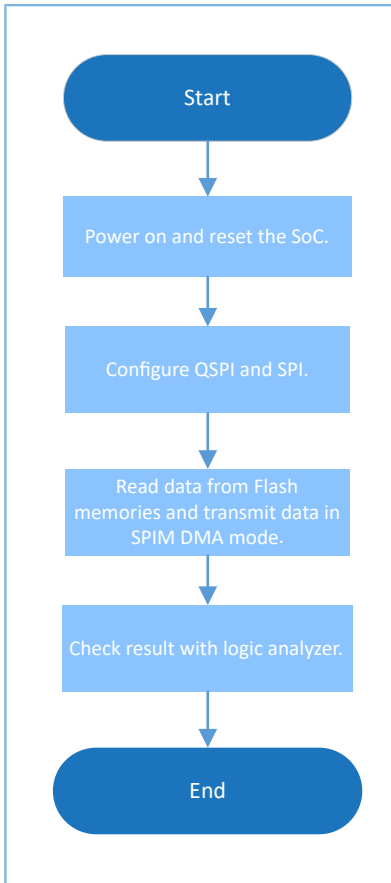 Start
Power on and reset the SoC.
Configure QSPI and SPI.
Read data from Flash
memories and transmit data in
SPIM DMA mode.
Check result with logic analyzer.
End